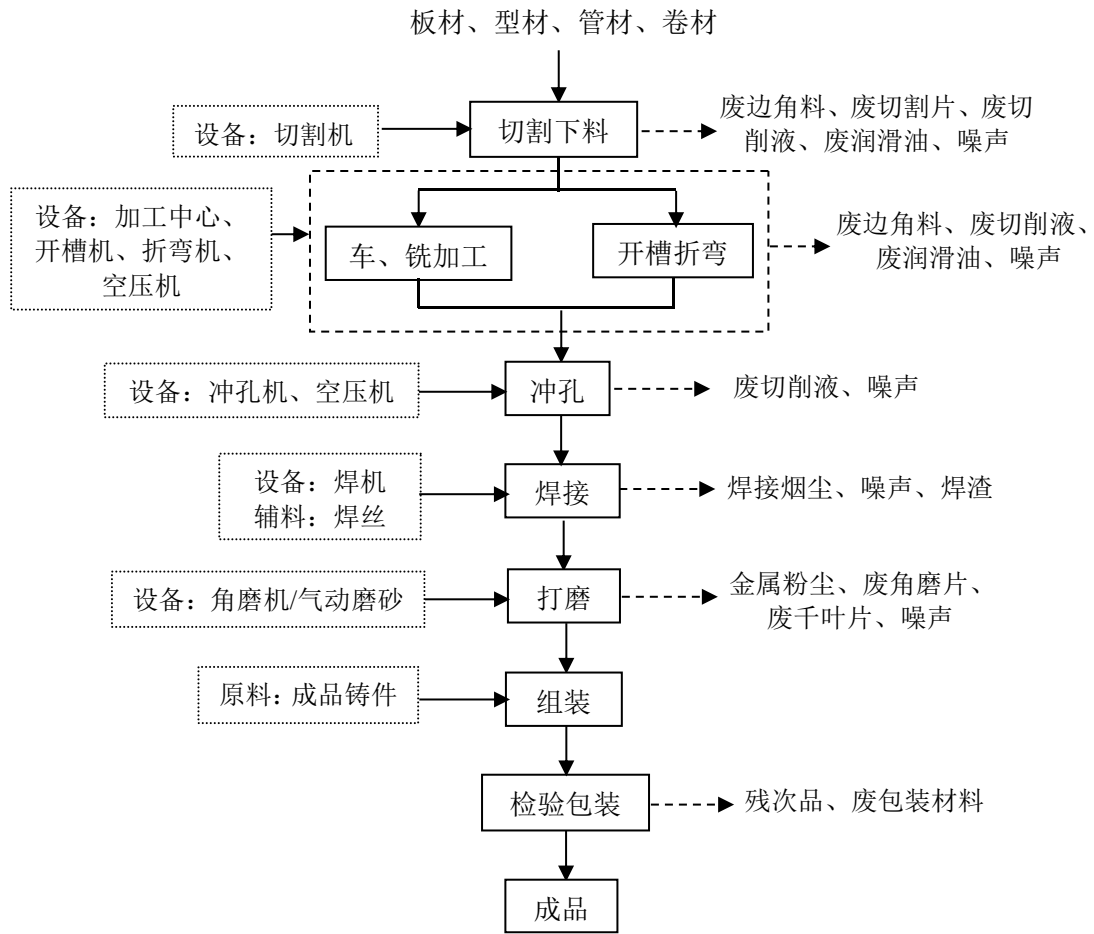 板材、型材、管材、卷材
设备：切割机
切割下料
废边角料、废切割片、废切
削液、废润滑油、噪声
设备：加工中心、
开槽机、折弯机、
空压机
车、铣加工
开槽折弯
废边角料、废切削液、
废润滑油、噪声
设备：冲孔机、空压机
冲孔
废切削液、噪声
设备：焊机
辅料：焊丝
焊接
焊接烟尘、噪声、焊渣
设备：角磨机/气动磨砂
打磨
金属粉尘、废角磨片、
废千叶片、噪声
原料：成品铸件
组装
检验包装
残次品、废包装材料
成品